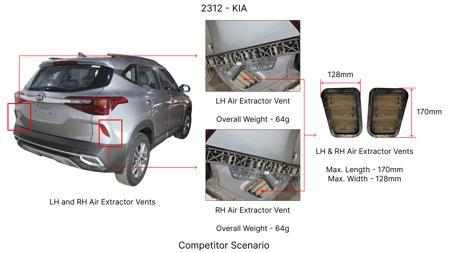 2312 - KIA
128mm
170mm
LH Air Extractor Vent
Overall Weight - 64g
LH & RH Air Extractor Vents
Max. Length - 170mm
Max. Width - 128mm
LH and RH Air Extractor Vents
RH Air Extractor Vent
Overall Weight - 64g
Competitor Scenario